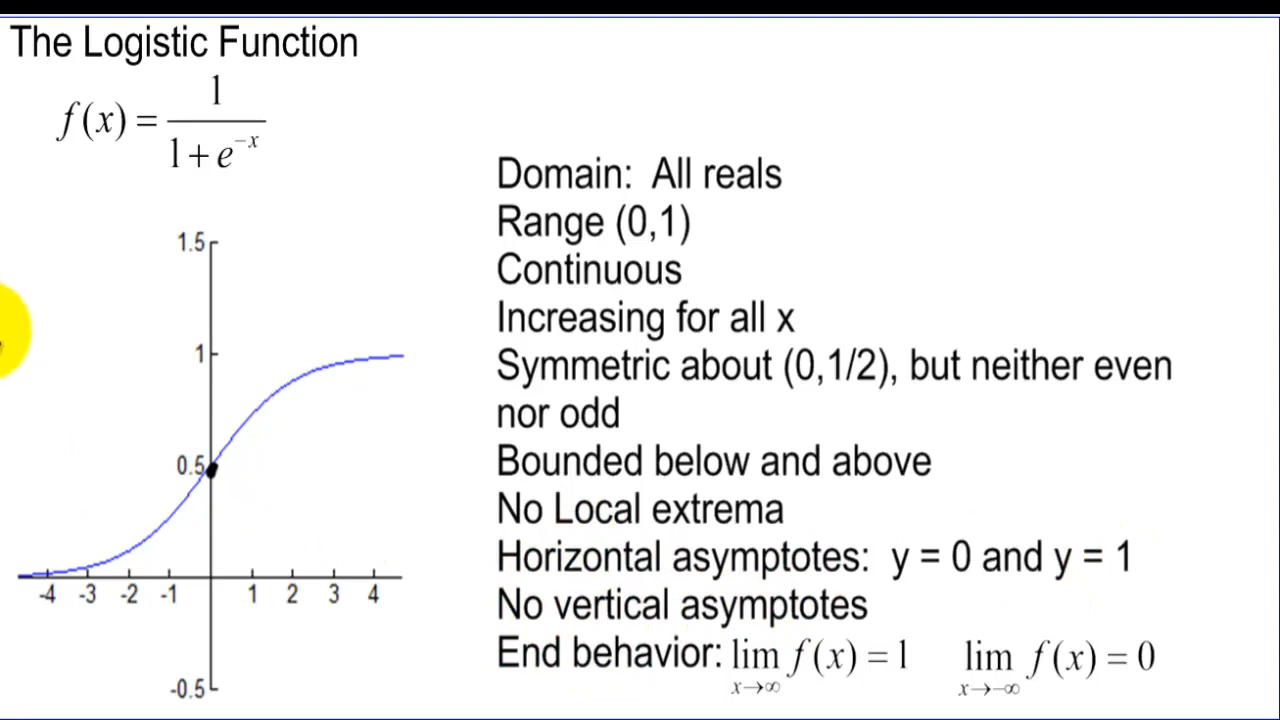 The Logistic Function
f(x) = 1 / (1 + e^{-x})
Domain: All reals
Range (0,1)
Continuous
Increasing for all x
Symmetric about (0,1/2), but neither even
nor odd
Bounded below and above
No Local extrema
Horizontal asymptotes: y = 0 and y = 1
No vertical asymptotes
End behavior: lim_{x→∞} f(x) = 1 lim_{x→-∞} f(x) = 0
1.5
1
0.5
-4 -3 -2 -1 1 2 3 4
-0.5